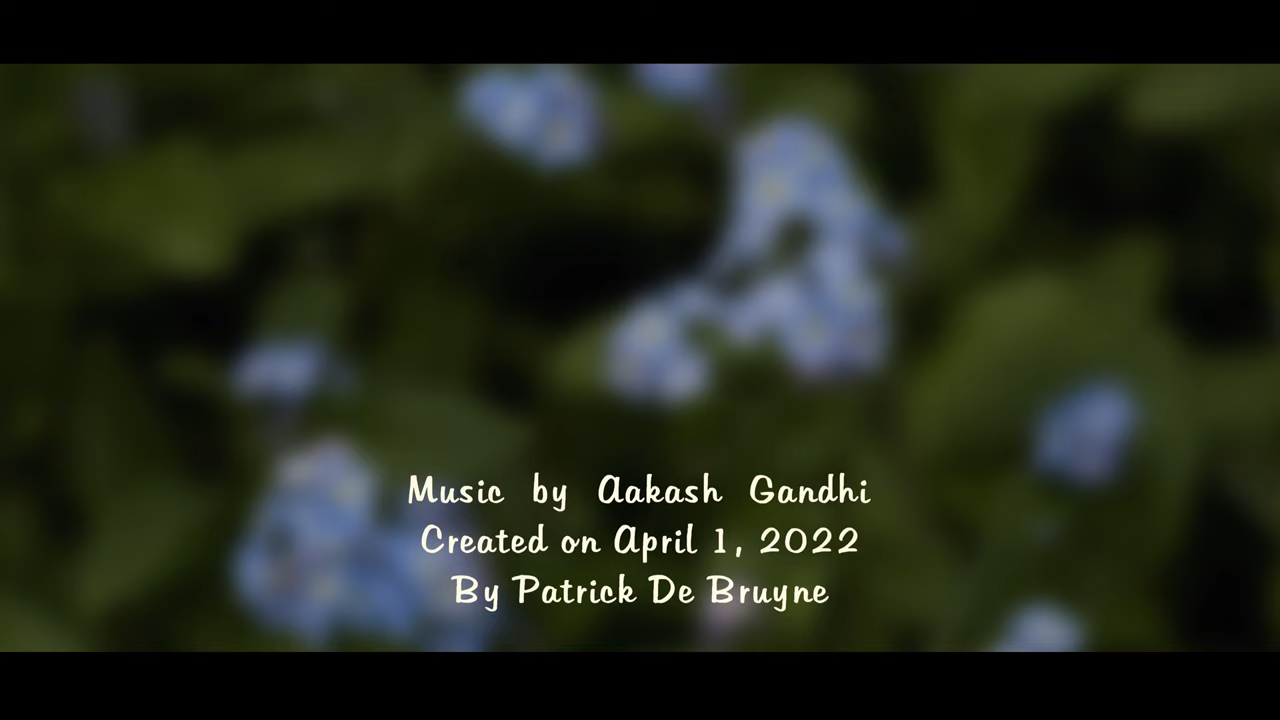 Music by Aakash Gandhi
Created on April 1, 2022
By Patrick De Bruyne